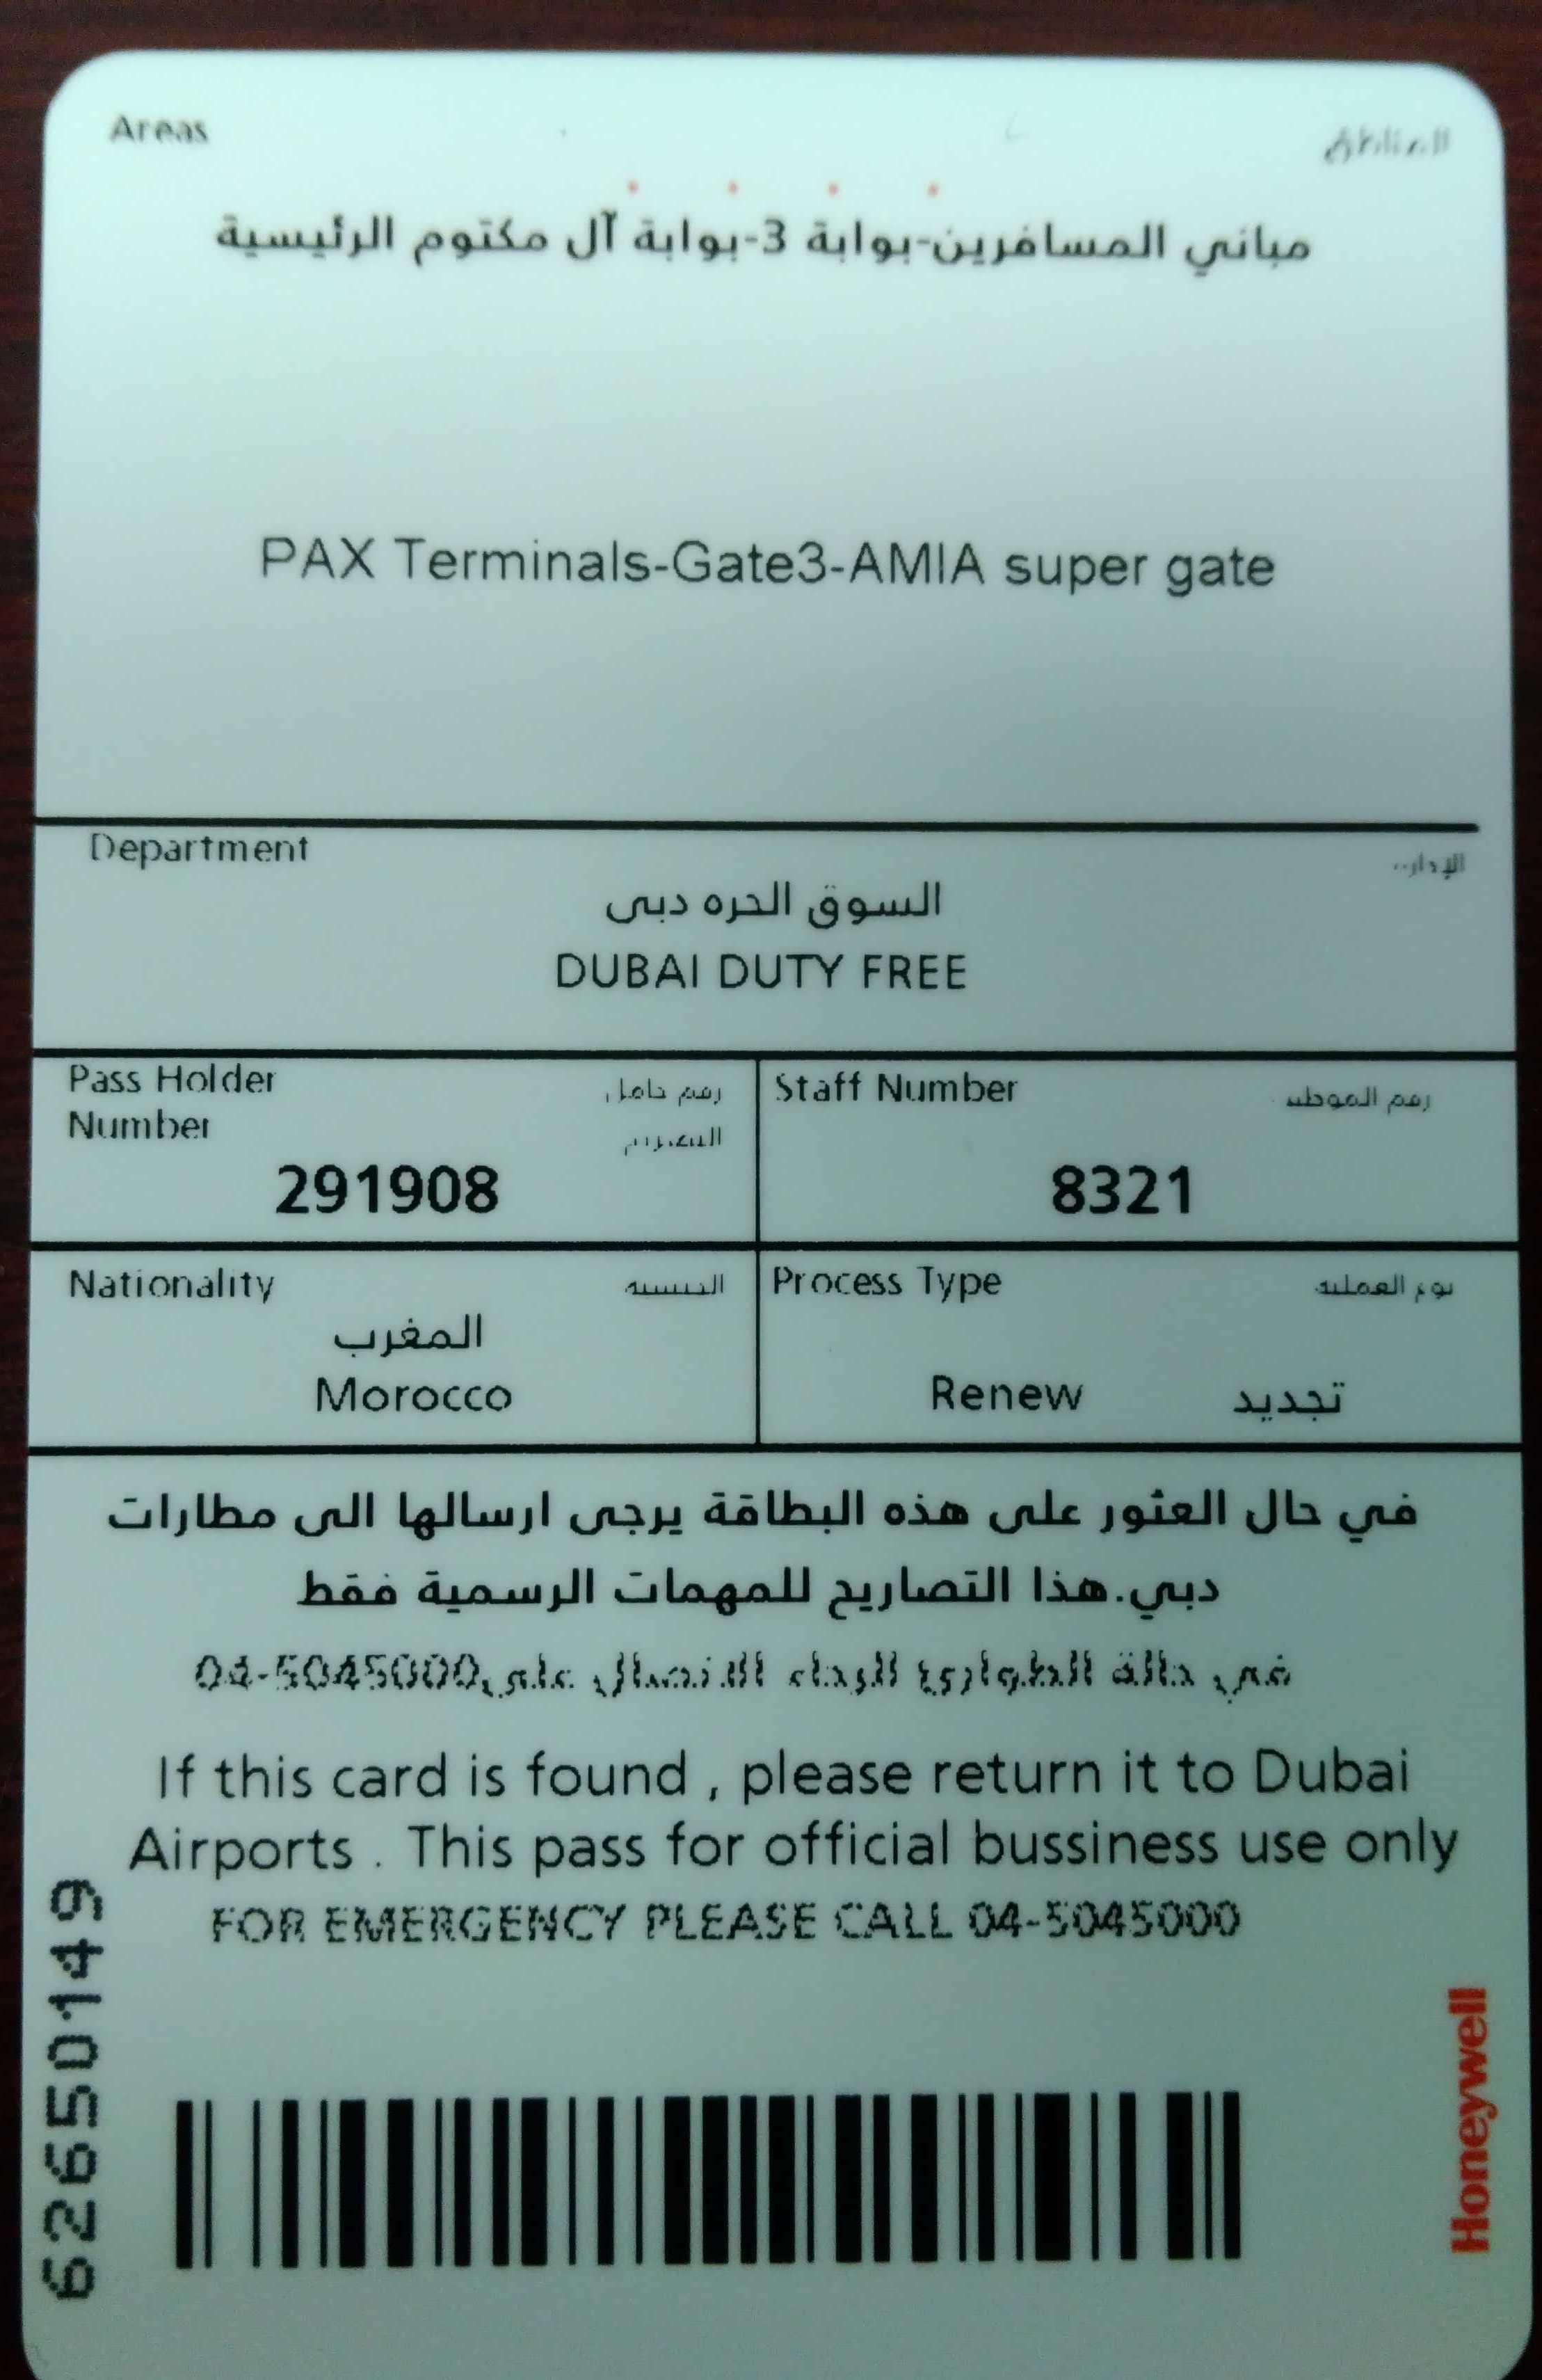 Areas المناطق
مباني المسافرين-بوابة 3-بوابة آل مكتوم الرئيسية
PAX Terminals-Gate3-AMIA super gate
Department الإدارة
السوق الحره دبى
DUBAI DUTY FREE
Pass Holder رقم حامل Staff Number رقم الموظف
Number التصريح
291908 8321
Nationality الجنسية Process Type نوع العملية
المغرب
Morocco Renew تجديد
في حال العثور على هذه البطاقة يرجى ارسالها الى مطارات
دبي.هذا التصاريح للمهمات الرسمية فقط
في حالة الطوارئ الرجاء الاتصال على 04-5045000
If this card is found , please return it to Dubai
Airports . This pass for official bussiness use only
FOR EMERGENCY PLEASE CALL 04-5045000
62650149
Honeywell